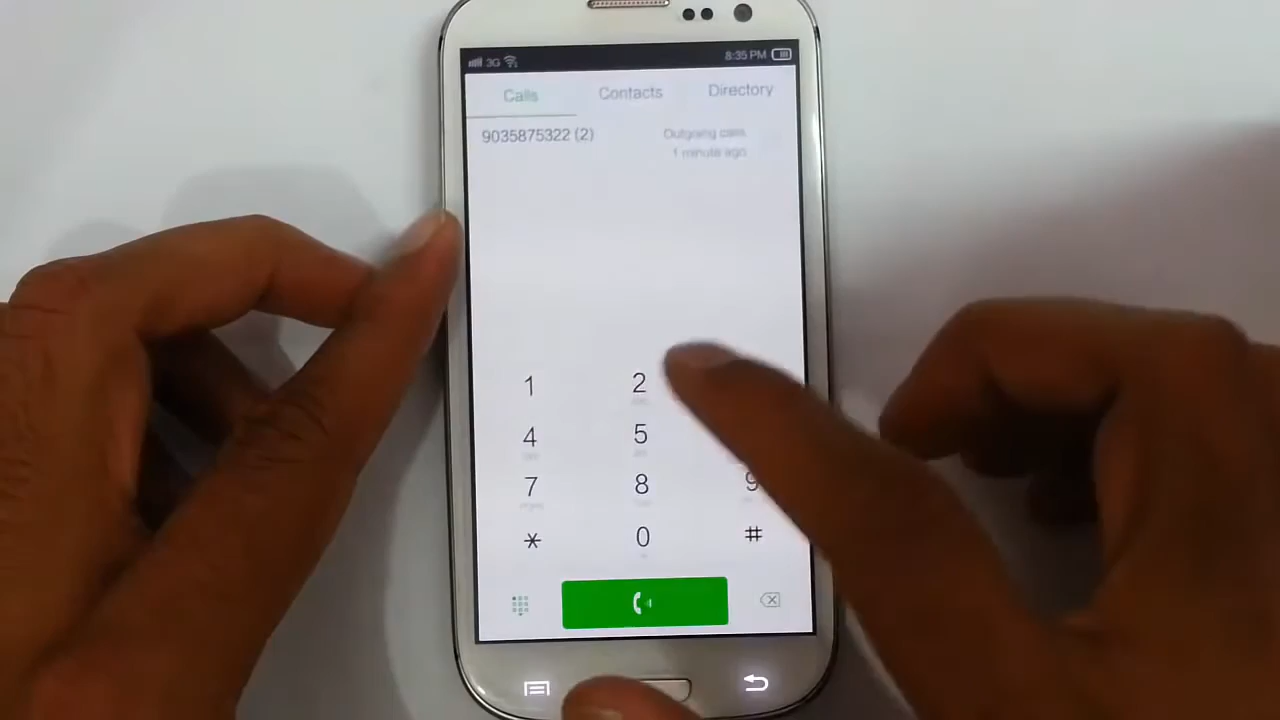 3G
8:35 PM
Calls
Contacts
Directory
9035875322 (2)
Outgoing calls
1 minute ago
1
2
4
5
7
8
9
*
0
#